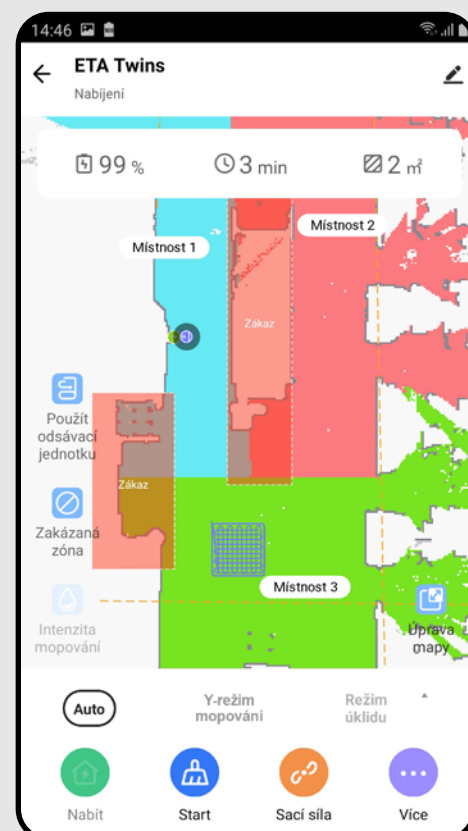 14:46
ETA Twins
Nabíjení
99 %
3 min
2 m²
Místnost 1
Místnost 2
Zákaz
Použít
odsávací
jednotku
Zákaz
Zakázaná
zóna
Místnost 3
Intenzita
mopování
Úprava
mapy
Auto
Y-režim
mopování
Režim
úklidu
Nabít
Start
Sací síla
Více